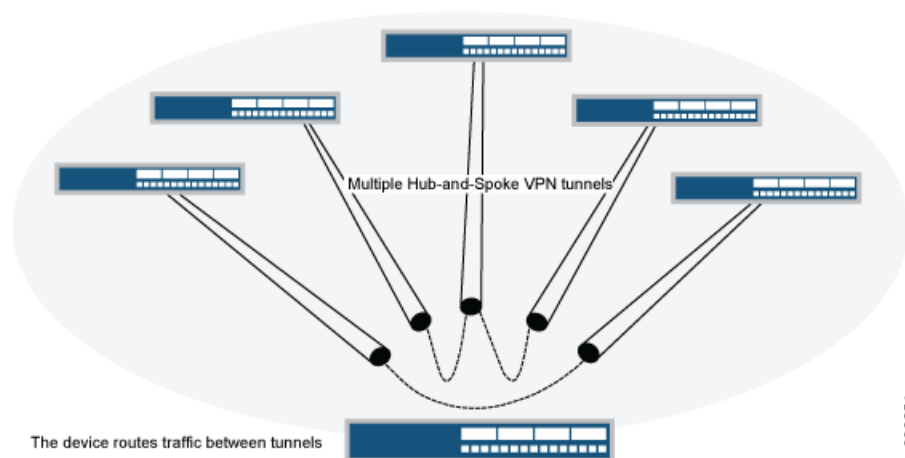 Multiple Hub-and-Spoke VPN tunnels
The device routes traffic between tunnels